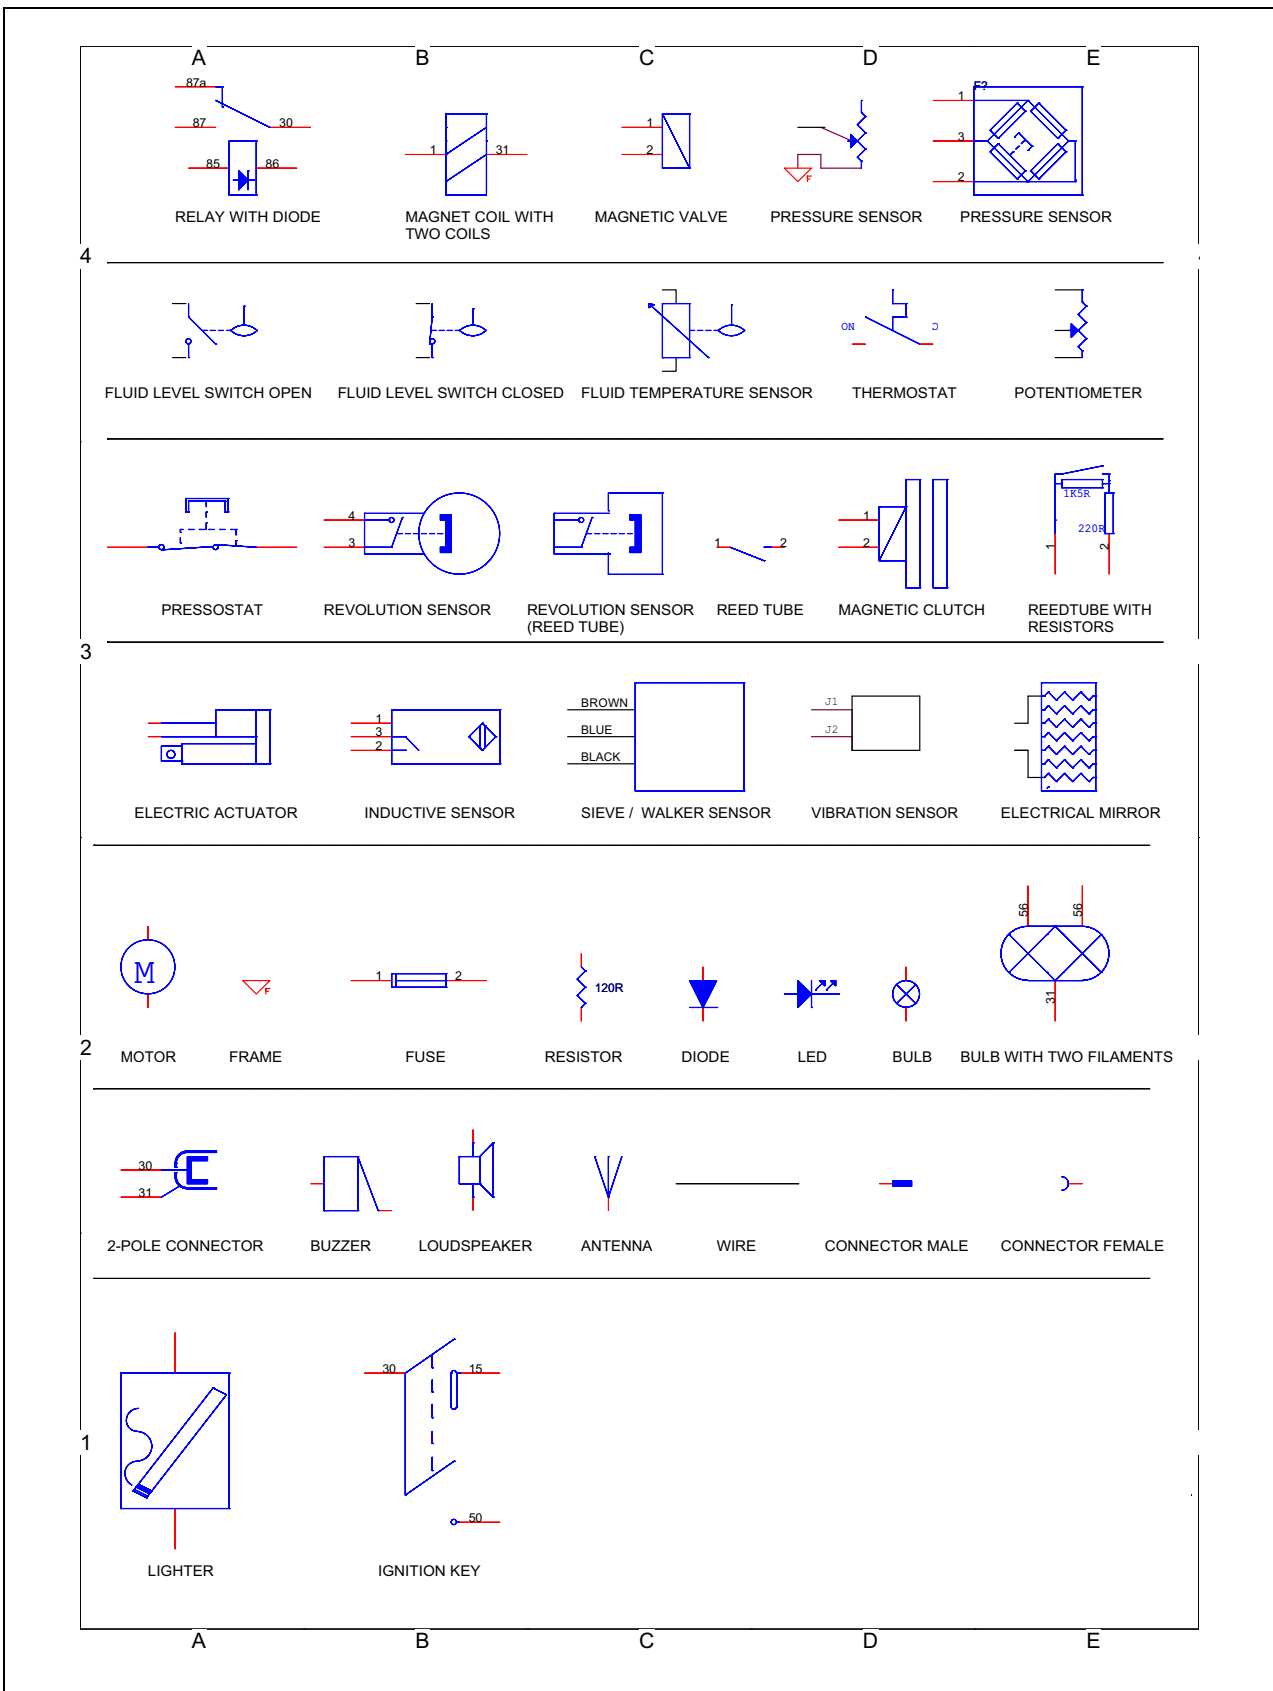 A B C D E
87a
87 30
85 86
1 31
1
2
F
F?
1
3
2
RELAY WITH DIODE
MAGNET COIL WITH
TWO COILS
MAGNETIC VALVE
PRESSURE SENSOR
PRESSURE SENSOR
4
ON
C
FLUID LEVEL SWITCH OPEN
FLUID LEVEL SWITCH CLOSED
FLUID TEMPERATURE SENSOR
THERMOSTAT
POTENTIOMETER
4
3
1 2
1
2
1K5R
220R
1 2
PRESSOSTAT
REVOLUTION SENSOR
REVOLUTION SENSOR
(REED TUBE)
REED TUBE
MAGNETIC CLUTCH
REEDTUBE WITH
RESISTORS
3
1
3
2
BROWN
BLUE
BLACK
J1
J2
ELECTRIC ACTUATOR
INDUCTIVE SENSOR
SIEVE / WALKER SENSOR
VIBRATION SENSOR
ELECTRICAL MIRROR
M
F
1 2
120R
56 56
31
2
MOTOR
FRAME
FUSE
RESISTOR
DIODE
LED
BULB
BULB WITH TWO FILAMENTS
30
31
2-POLE CONNECTOR
BUZZER
LOUDSPEAKER
ANTENNA
WIRE
CONNECTOR MALE
CONNECTOR FEMALE
30 15
1
50
LIGHTER
IGNITION KEY
A B C D E